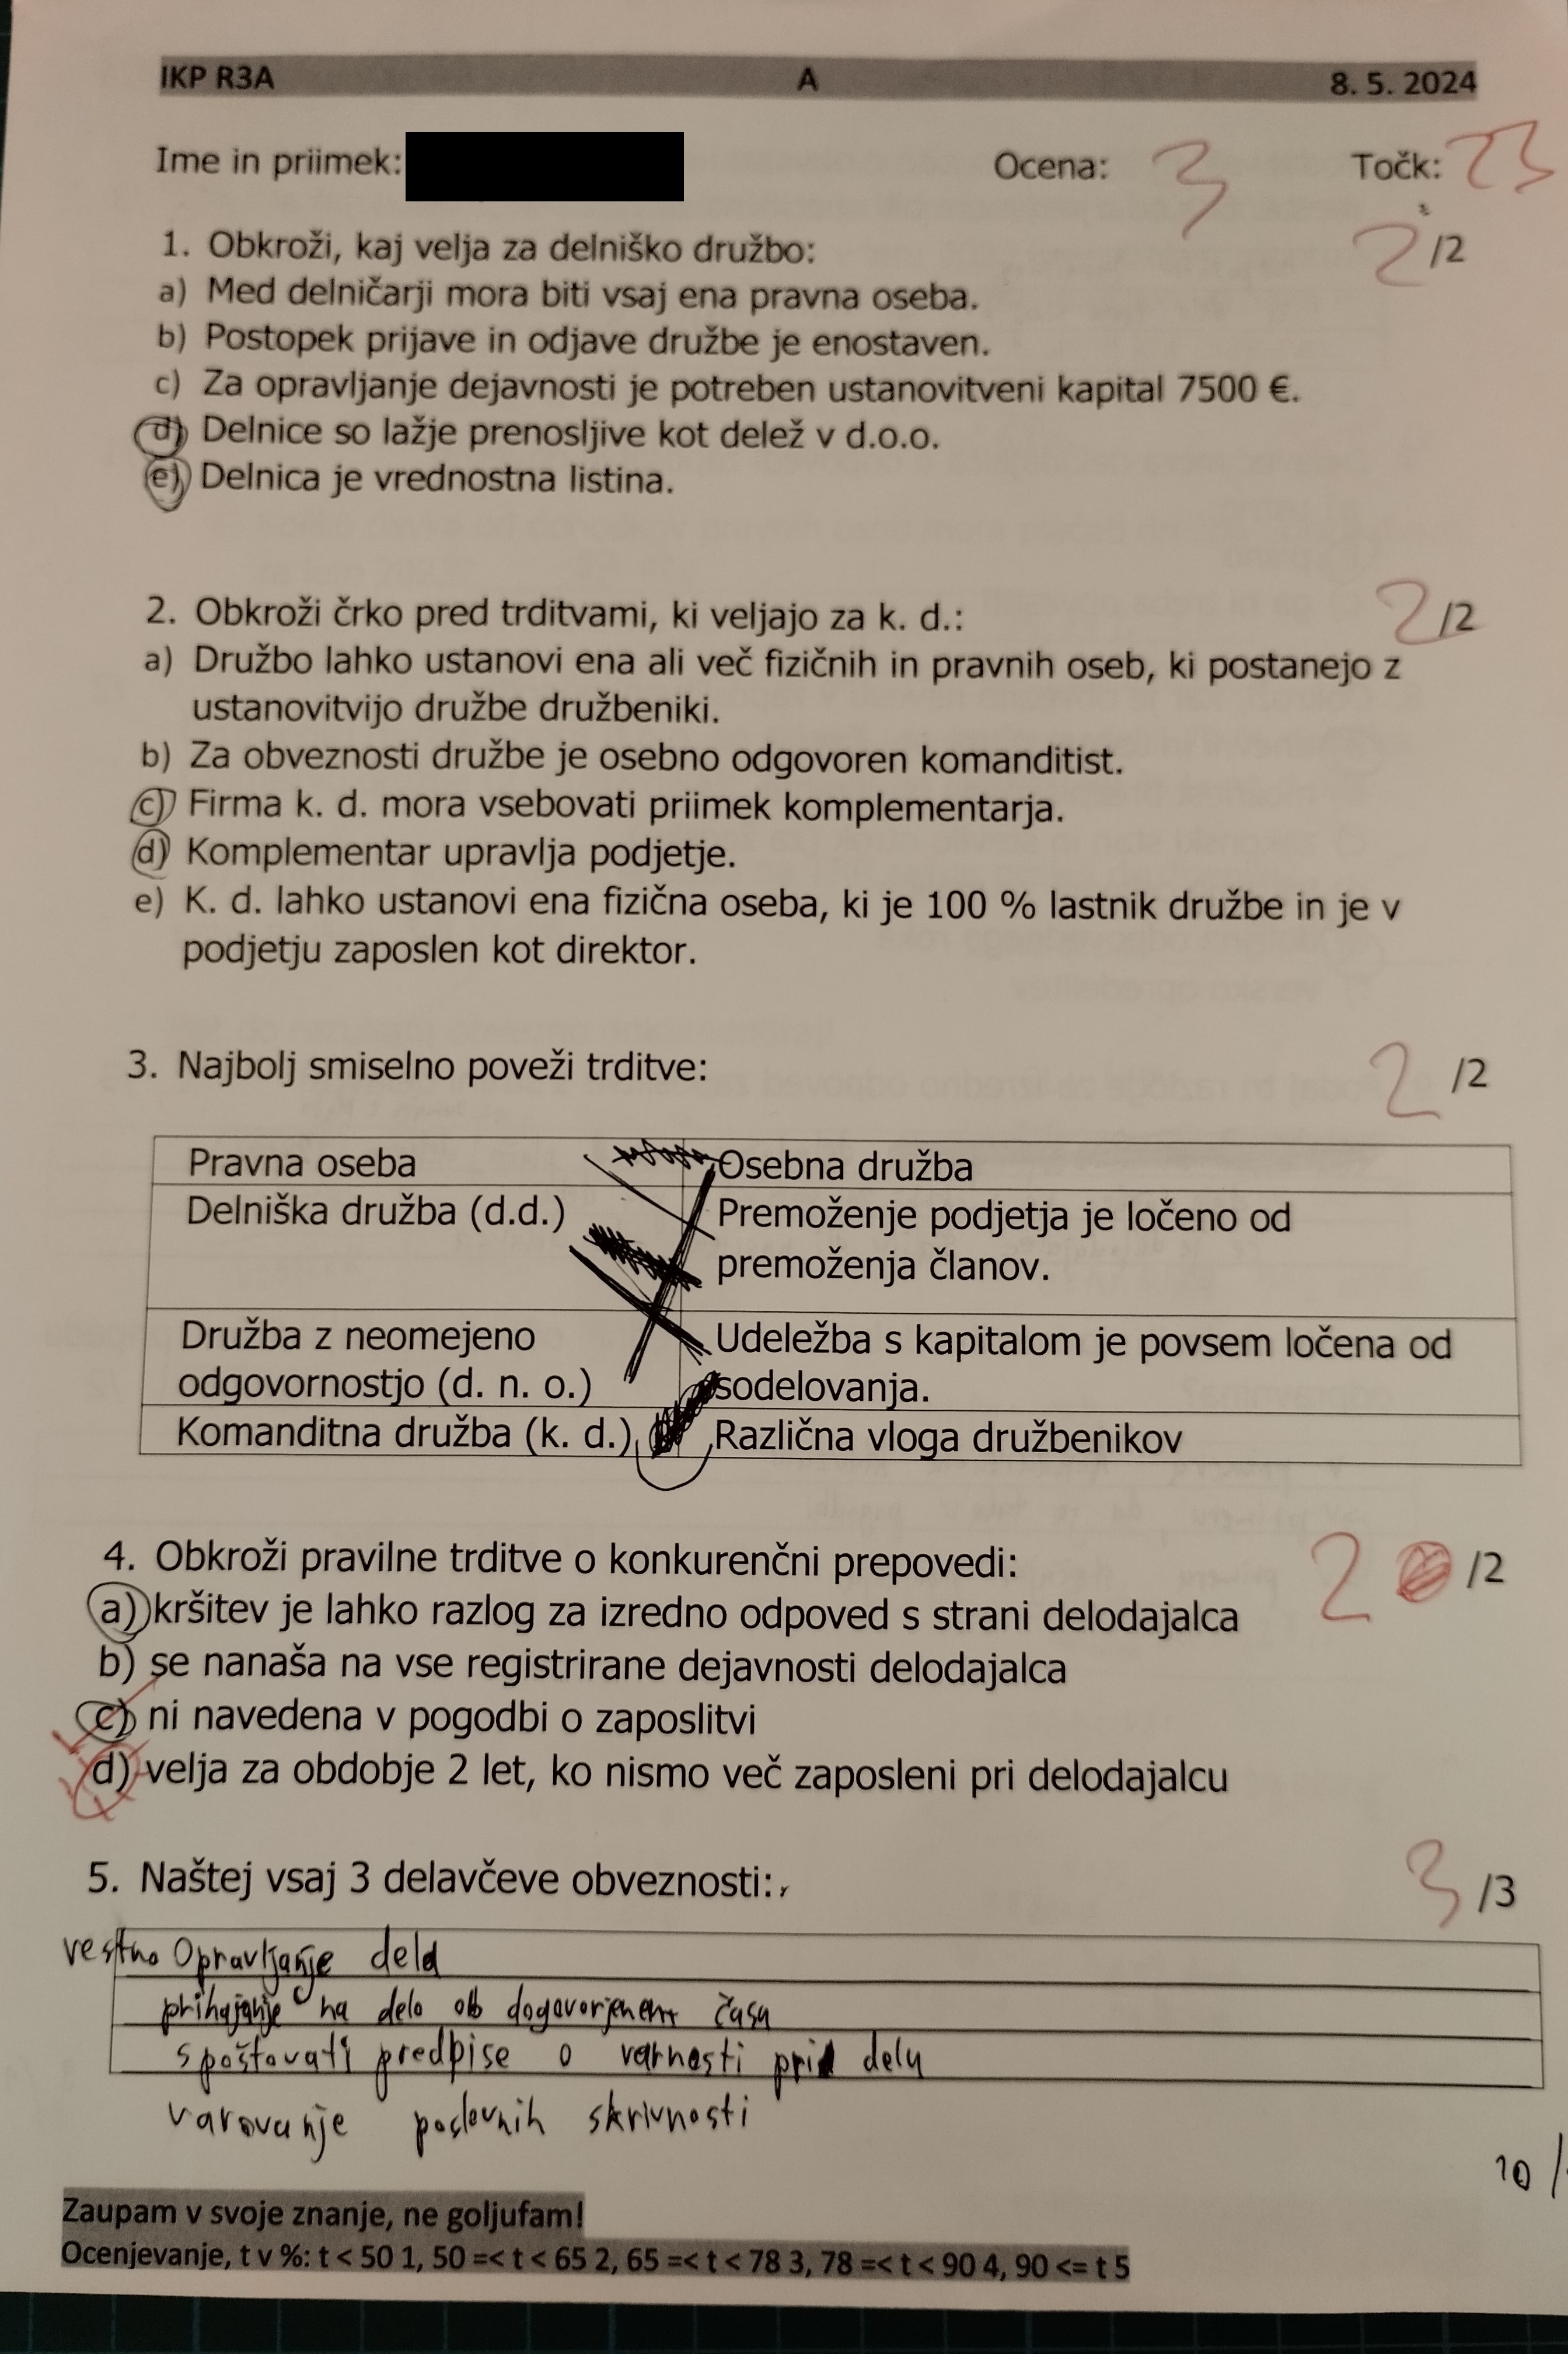 IKP R3A A 8. 5. 2024
Ime in priimek: Ocena: 3 Točk: 23
1. Obkroži, kaj velja za delniško družbo: 2/2
a) Med delničarji mora biti vsaj ena pravna oseba.
b) Postopek prijave in odjave družbe je enostaven.
c) Za opravljanje dejavnosti je potreben ustanovitveni kapital 7500 €.
d) Delnice so lažje prenosljive kot delež v d.o.o.
e) Delnica je vrednostna listina.
2. Obkroži črko pred trditvami, ki veljajo za k. d.: 2/2
a) Družbo lahko ustanovi ena ali več fizičnih in pravnih oseb, ki postanejo z
ustanovitvijo družbe družbeniki.
b) Za obveznosti družbe je osebno odgovoren komanditist.
c) Firma k. d. mora vsebovati priimek komplementarja.
d) Komplementar upravlja podjetje.
e) K. d. lahko ustanovi ena fizična oseba, ki je 100 % lastnik družbe in je v
podjetju zaposlen kot direktor.
3. Najbolj smiselno poveži trditve: 2/2
Pravna oseba Osebna družba
Delniška družba (d.d.) Premoženje podjetja je ločeno od
premoženja članov.
Družba z neomejeno Udeležba s kapitalom je povsem ločena od
odgovornostjo (d. n. o.) sodelovanja.
Komanditna družba (k. d.) Različna vloga družbenikov
4. Obkroži pravilne trditve o konkurenčni prepovedi: 2 /2
a) kršitev je lahko razlog za izredno odpoved s strani delodajalca
b) se nanaša na vse registrirane dejavnosti delodajalca
c) ni navedena v pogodbi o zaposlitvi
d) velja za obdobje 2 let, ko nismo več zaposleni pri delodajalcu
5. Naštej vsaj 3 delavčeve obveznosti: 3/3
vestno Opravljanje dela
prihajanje na delo ob dogovorjenem času
spoštovati predpise o varnosti pri delu
varovanje poslovnih skrivnosti
10/
Zaupam v svoje znanje, ne goljufam!
Ocenjevanje, t v %: t < 50 1, 50 =< t < 65 2, 65 =< t < 78 3, 78 =< t < 90 4, 90 <= t 5